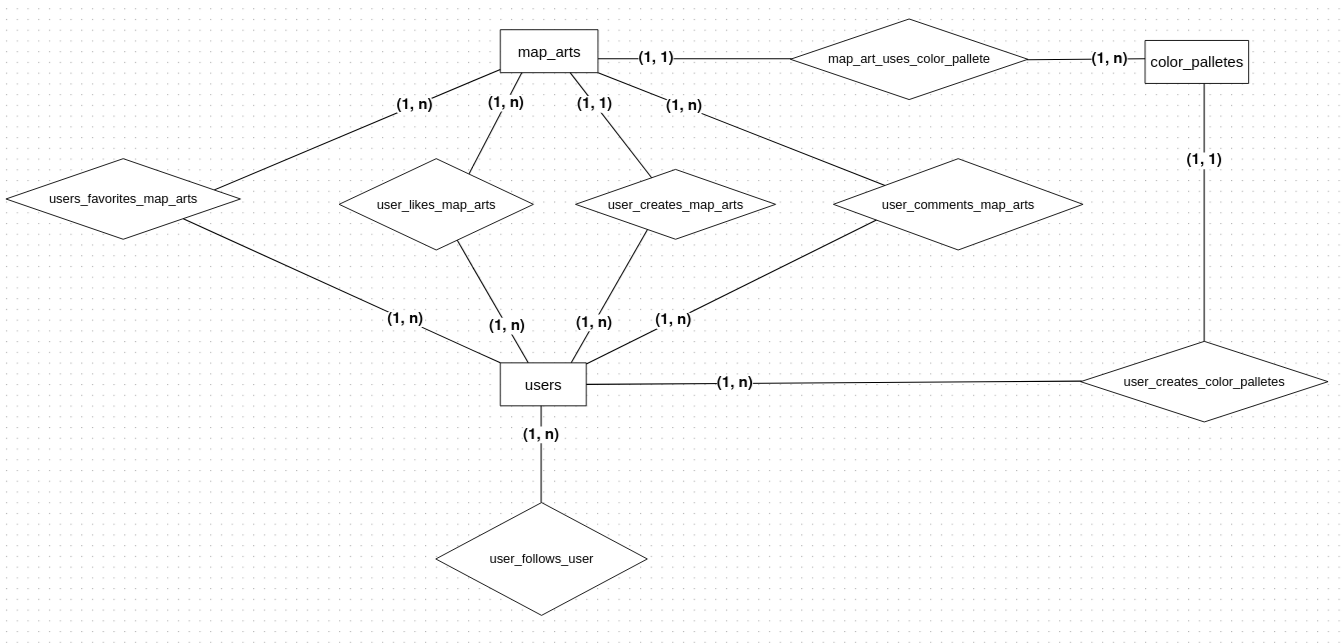 map_arts
(1, 1)
map_art_uses_color_pallete
(1, n)
color_palletes
(1, n)
(1, n)
(1, 1)
(1, n)
(1, 1)
users_favorites_map_arts
user_likes_map_arts
user_creates_map_arts
user_comments_map_arts
(1, n)
(1, n)
(1, n)
(1, n)
users
(1, n)
user_creates_color_palletes
(1, n)
user_follows_user